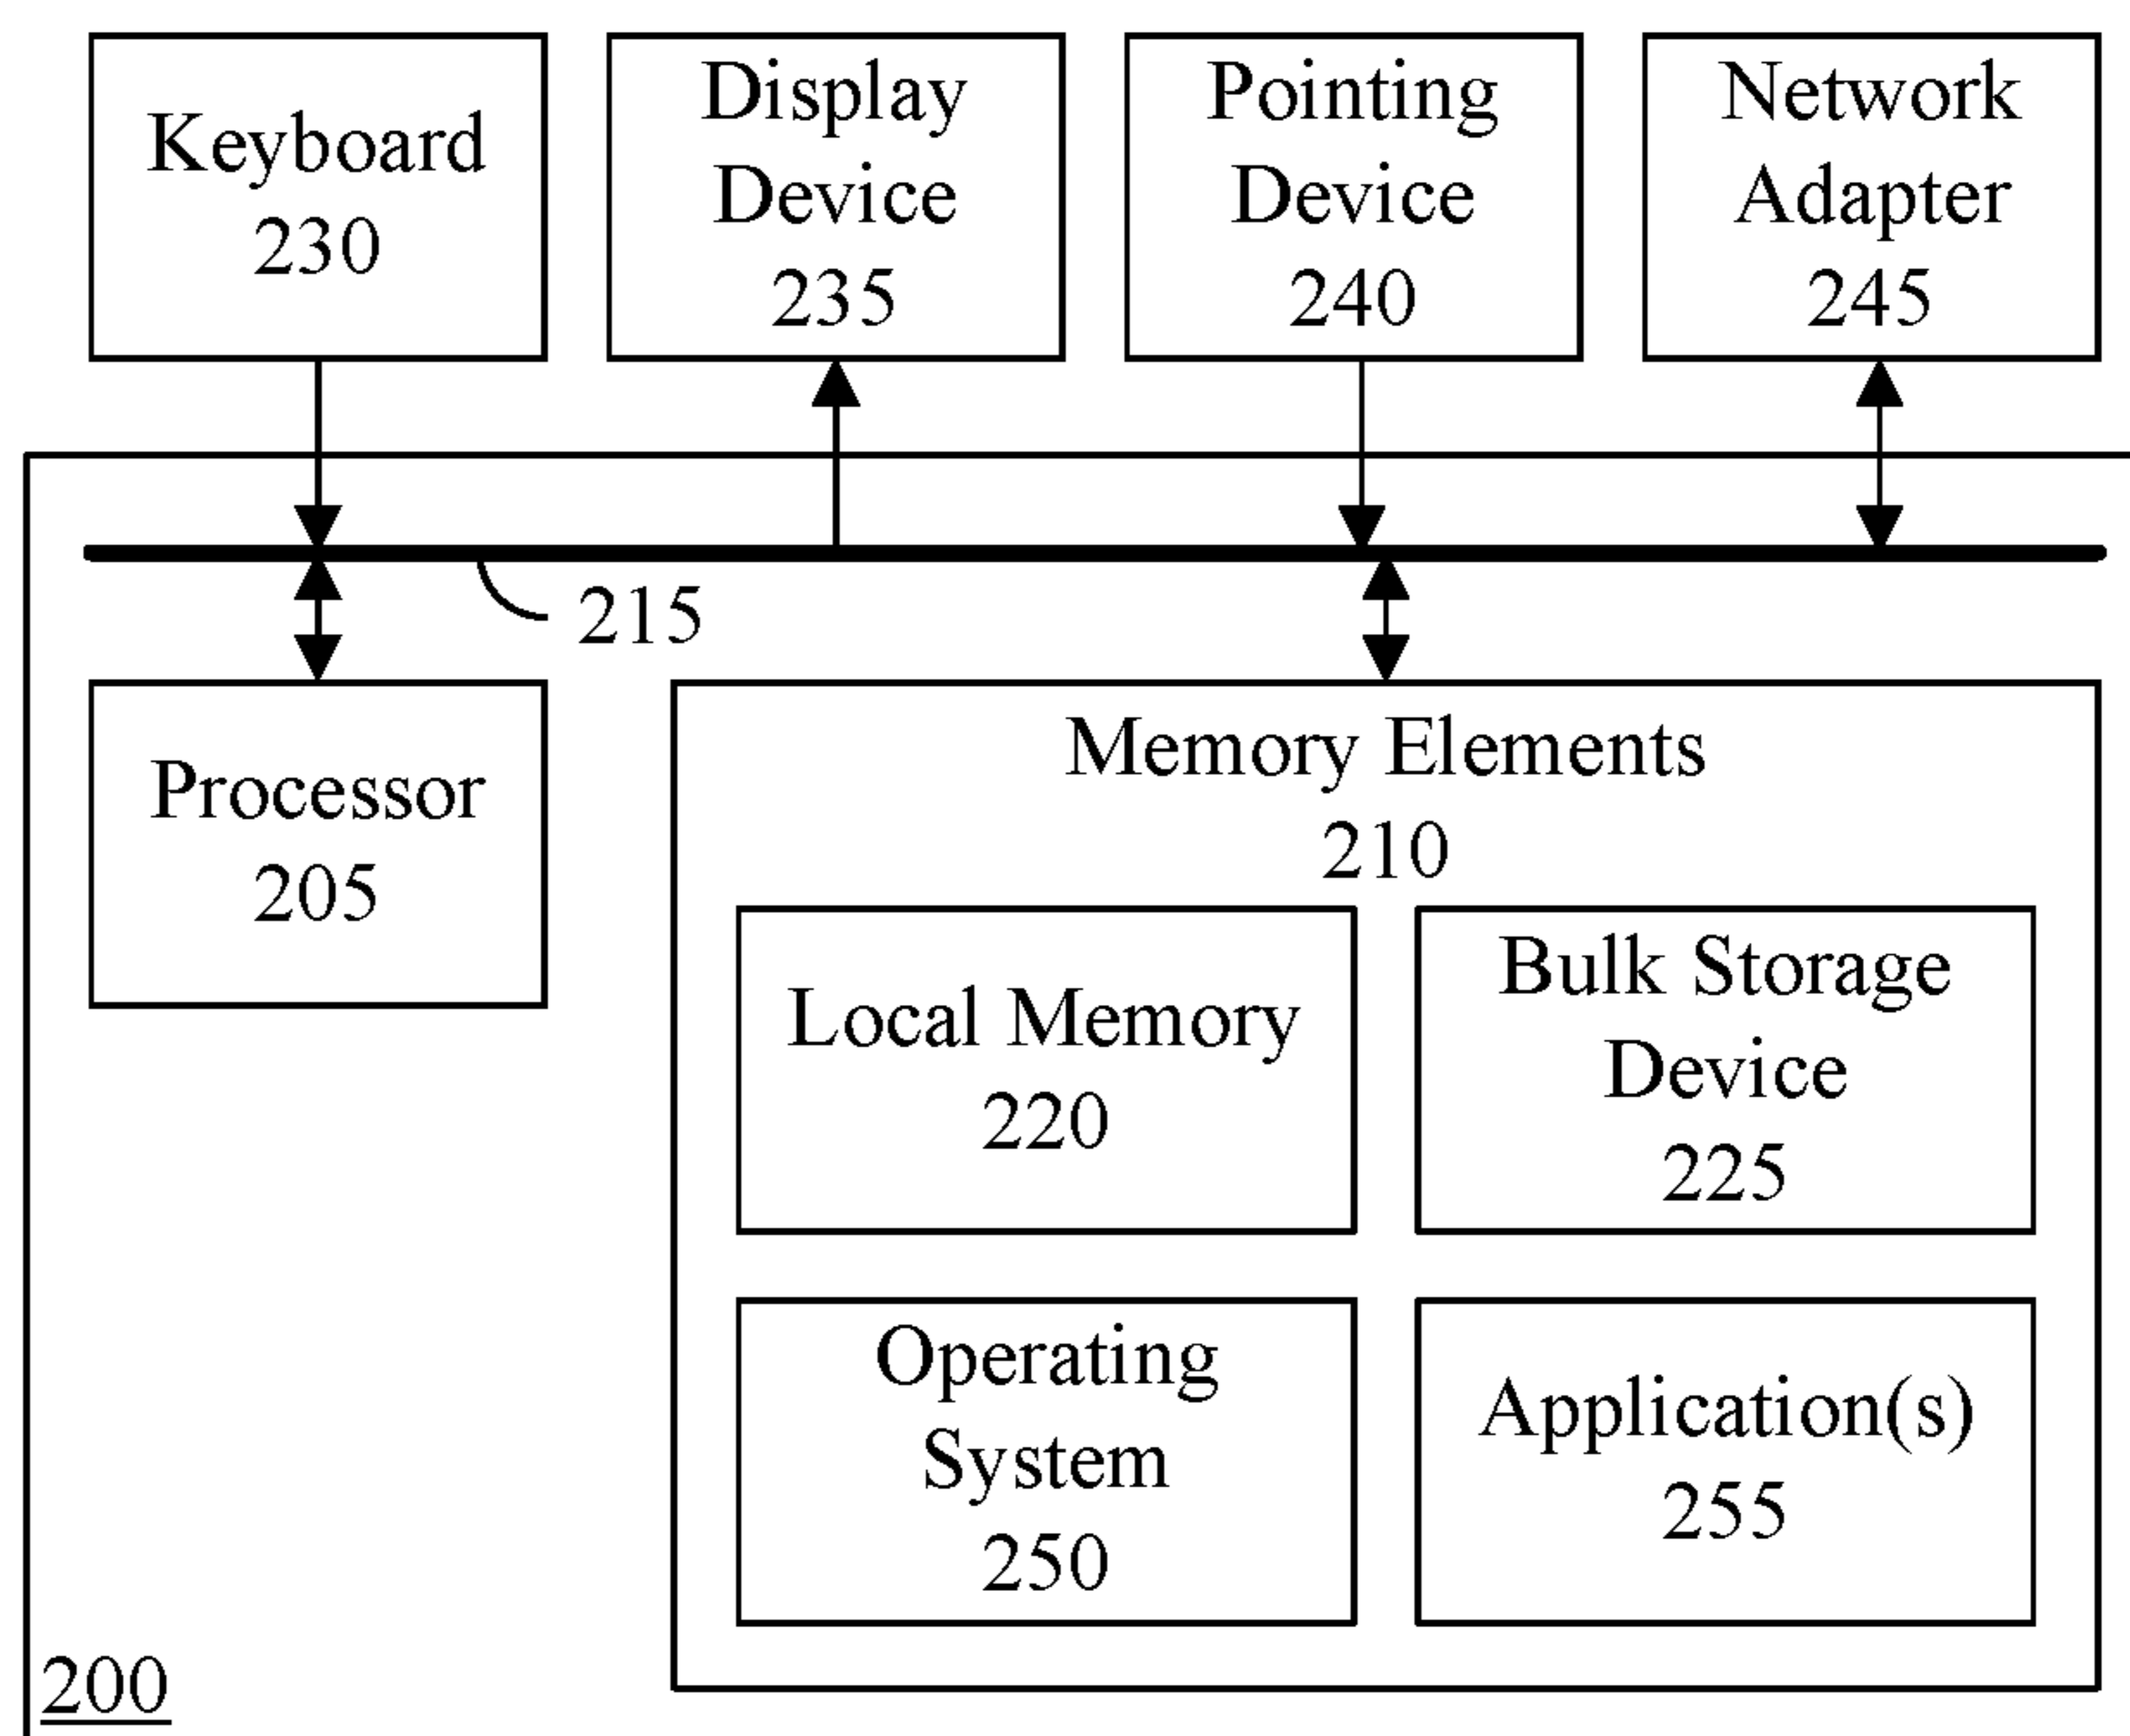 Keyboard
230
Display
Device
235
Pointing
Device
240
Network
Adapter
245
215
Processor
205
Memory Elements
210
Local Memory
220
Bulk Storage
Device
225
Operating
System
250
Application(s)
255
200